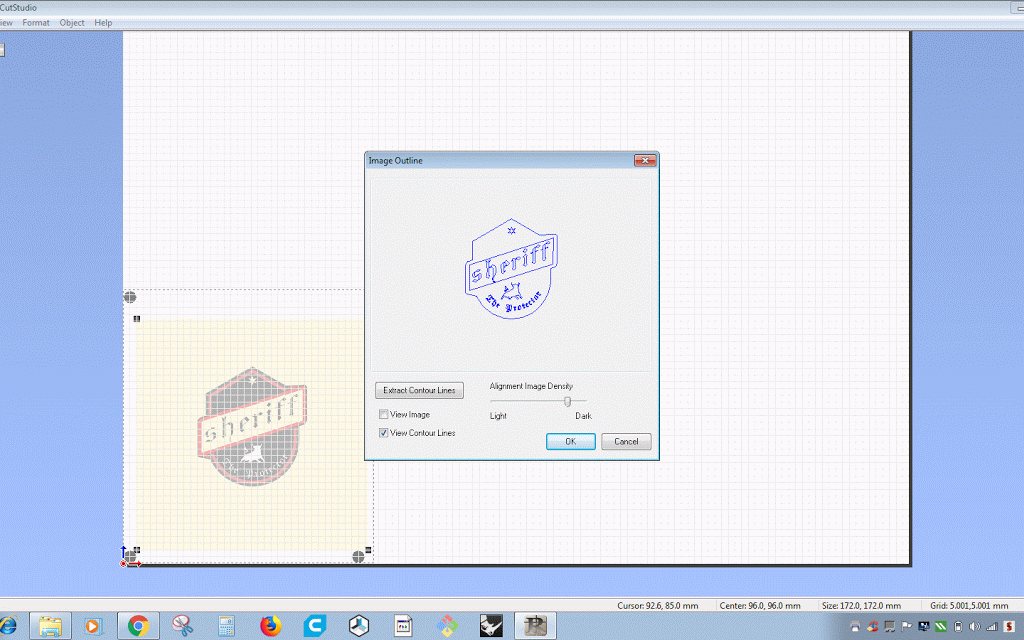 CutStudio
iew Format Object Help
Image Outline
sheriff
The Protector
Extract Contour Lines
Alignment Image Density
View Image
Light Dark
View Contour Lines
OK Cancel
sheriff
The Protector
Cursor: 92.6, 85.0 mm Center: 96.0, 96.0 mm Size: 172.0, 172.0 mm Grid: 5.001,5.001 mm